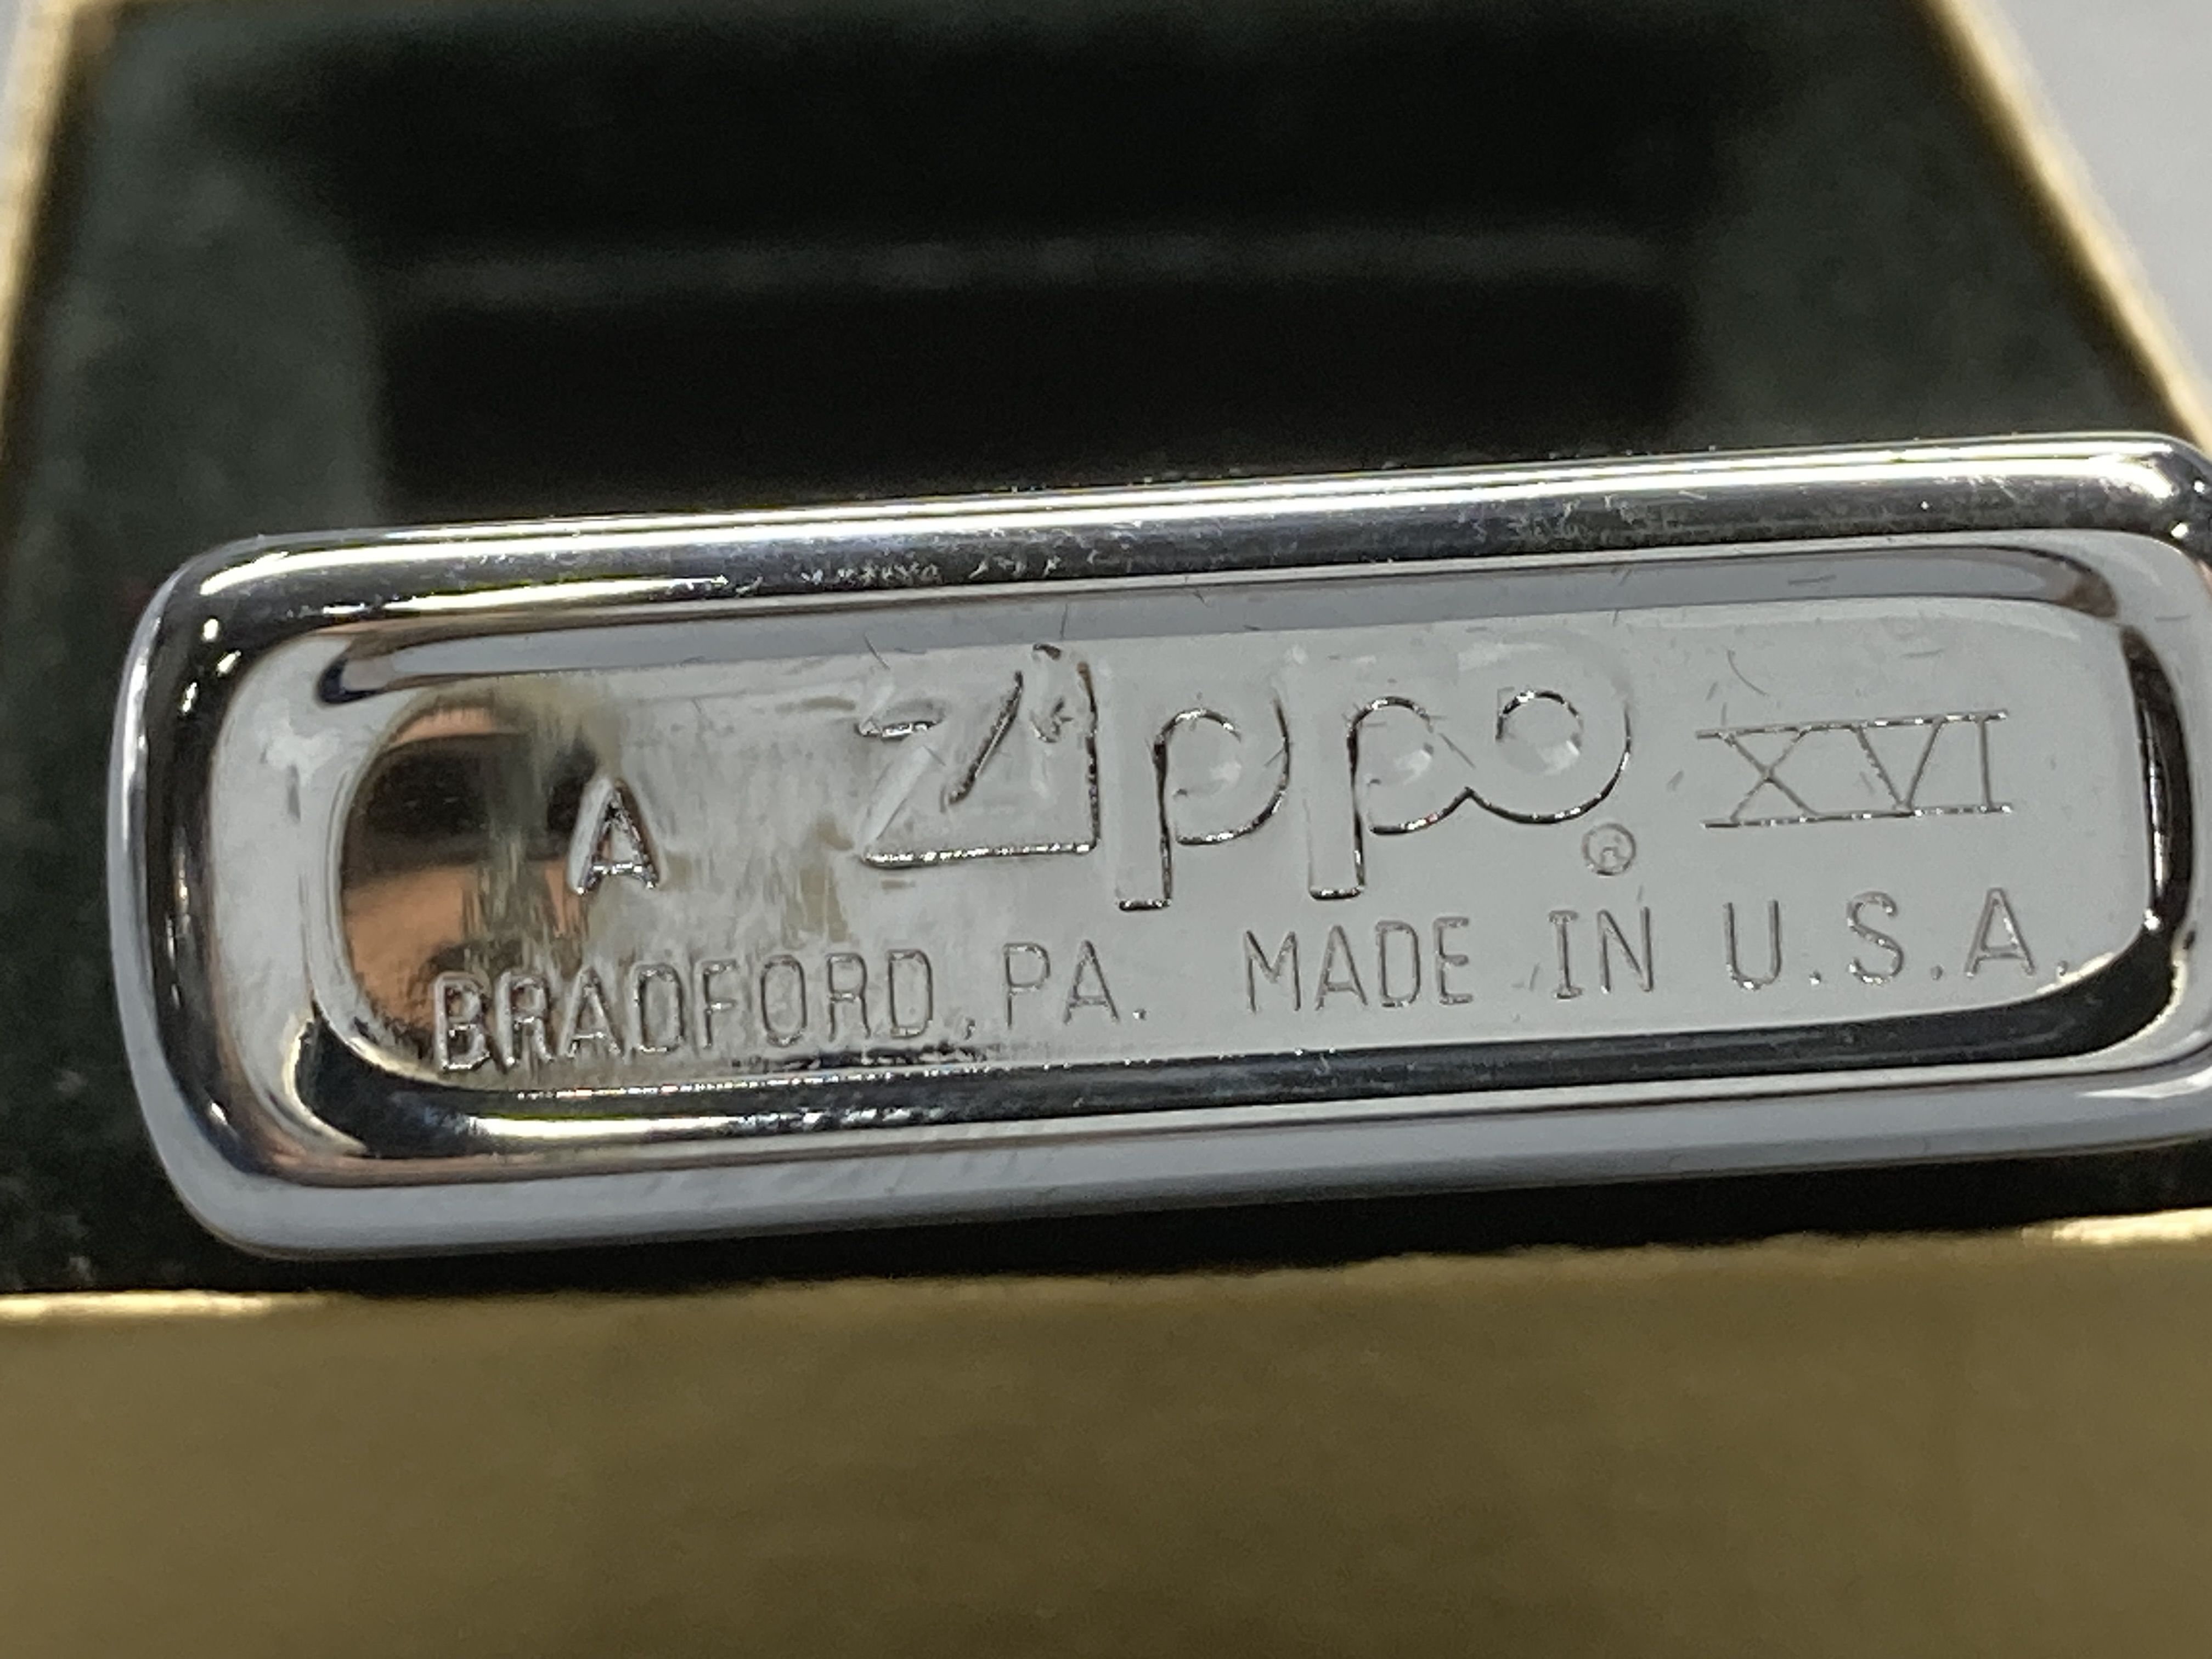 A Zippo ® XVI
BRADFORD, PA. MADE IN U.S.A.